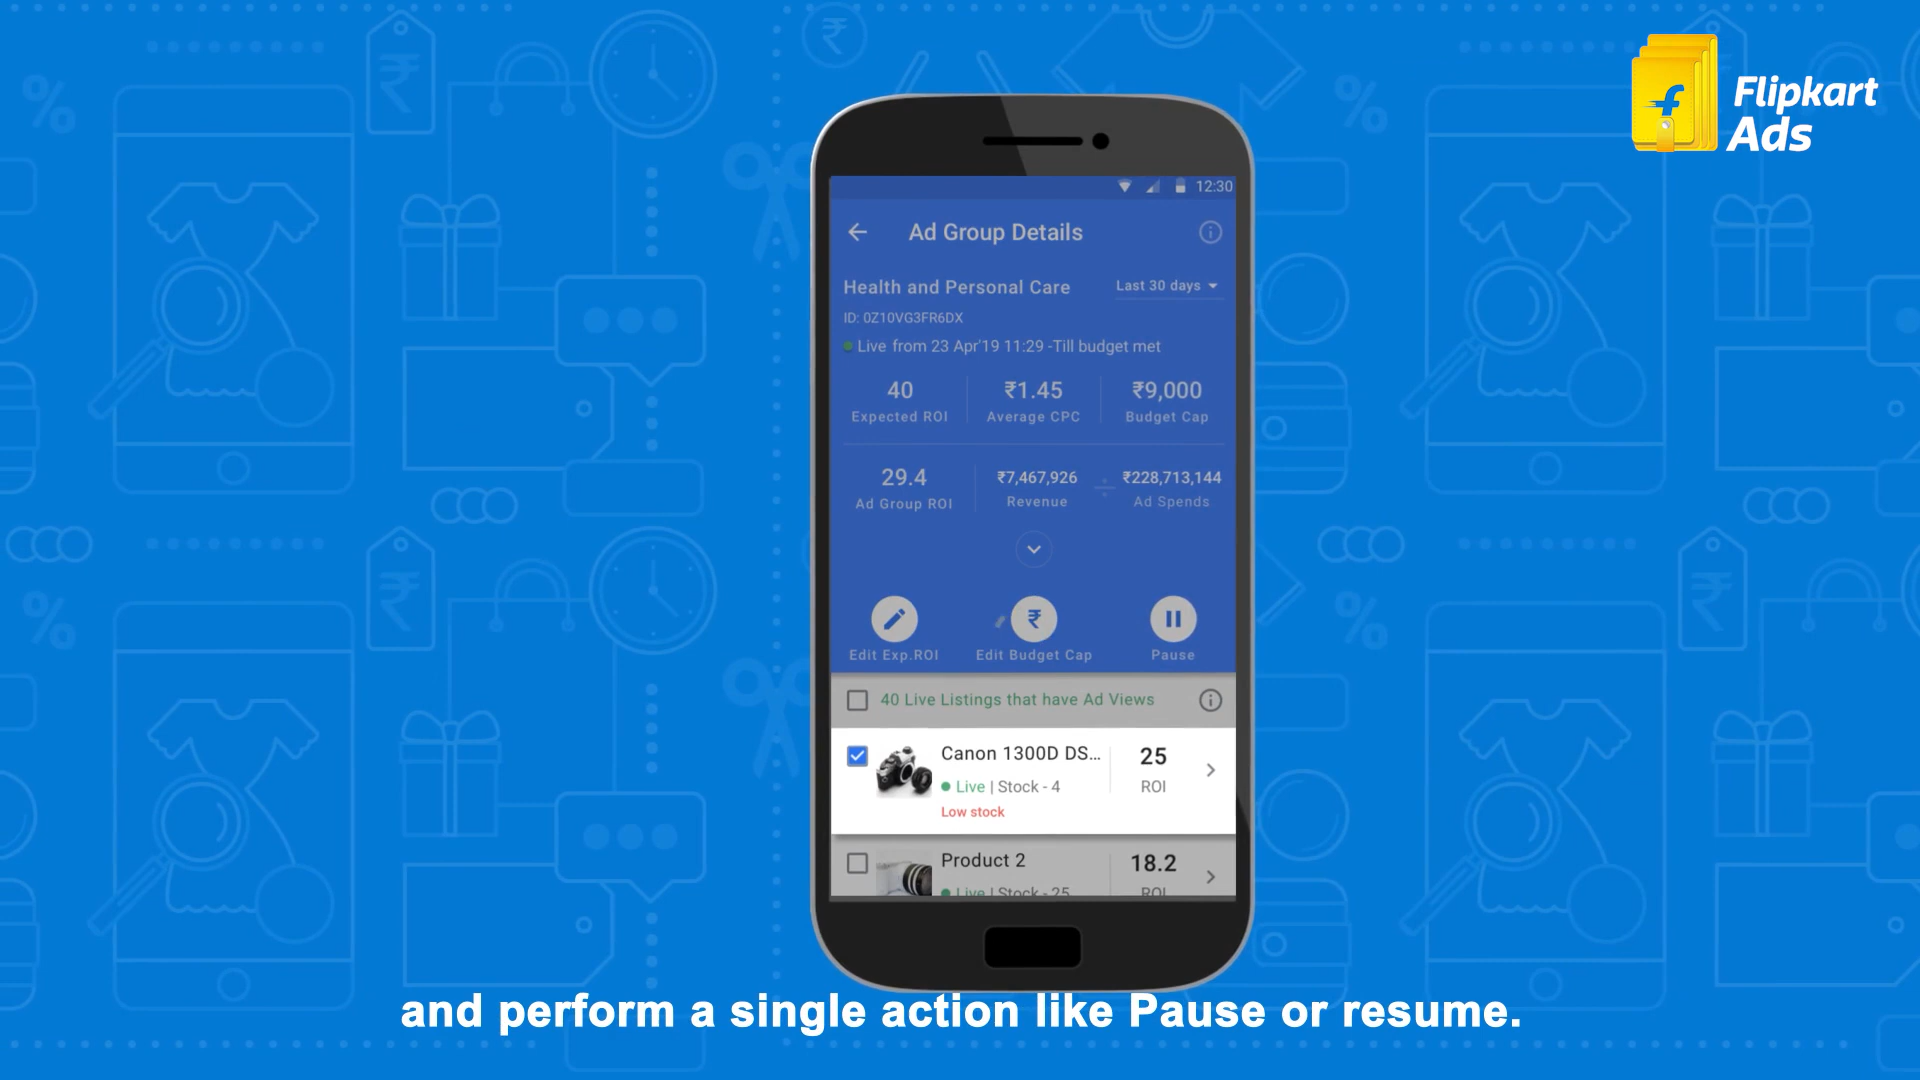 Flipkart
Ads
12:30
Ad Group Details
Health and Personal Care
Last 30 days
ID: 0Z10VG3FR6DX
Live from 23 Apr'19 11:29 -Till budget met
40
₹1.45
₹9,000
Expected ROI
Average CPC
Budget Cap
29.4
₹7,467,926
÷
₹228,713,144
Ad Group ROI
Revenue
Ad Spends
₹
Edit Exp.ROI
Edit Budget Cap
Pause
40 Live Listings that have Ad Views
Canon 1300D DS...
25
Live | Stock - 4
ROI
Low stock
Product 2
18.2
Live | Stock - 25
ROI
and perform a single action like Pause or resume.